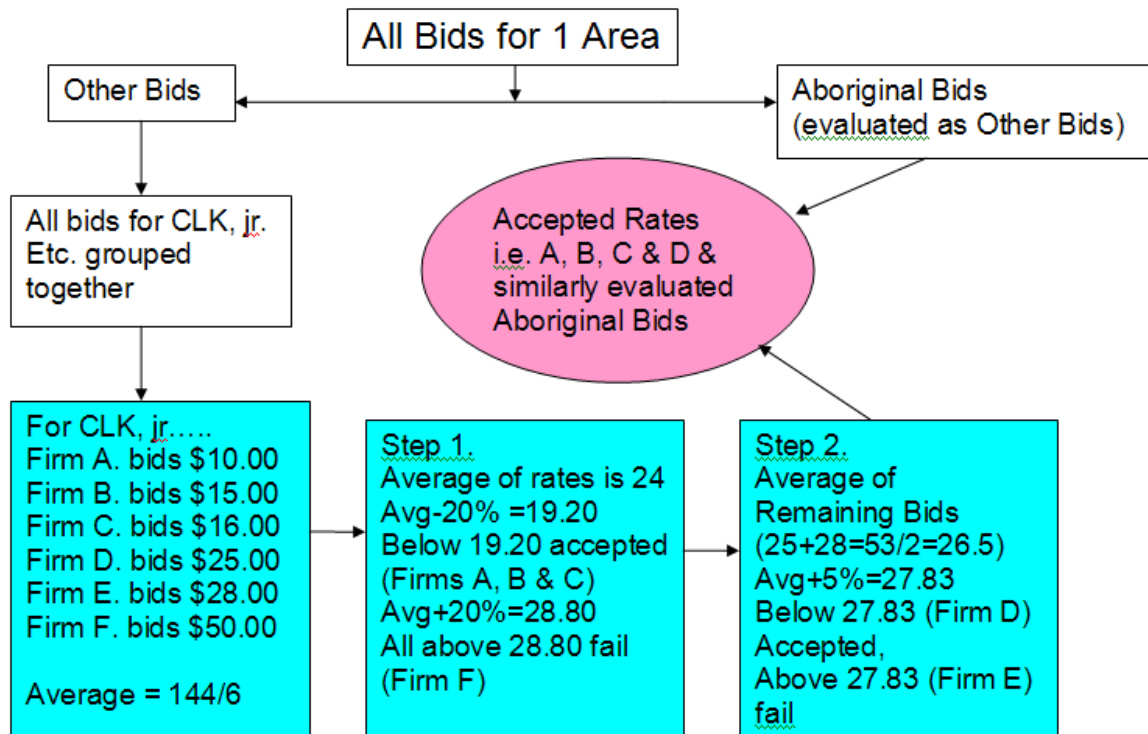 All Bids for 1 Area
Other Bids
Aboriginal Bids
(evaluated as Other Bids)
All bids for CLK, jr.
Etc. grouped
together
Accepted Rates
i.e. A, B, C & D &
similarly evaluated
Aboriginal Bids
For CLK, jr.....
Firm A. bids $10.00
Firm B. bids $15.00
Firm C. bids $16.00
Firm D. bids $25.00
Firm E. bids $28.00
Firm F. bids $50.00
Average = 144/6
Step 1.
Average of rates is 24
Avg-20% =19.20
Below 19.20 accepted
(Firms A, B & C)
Avg+20%=28.80
All above 28.80 fail
(Firm F)
Step 2.
Average of
Remaining Bids
(25+28=53/2=26.5)
Avg+5%=27.83
Below 27.83 (Firm D)
Accepted,
Above 27.83 (Firm E)
fail